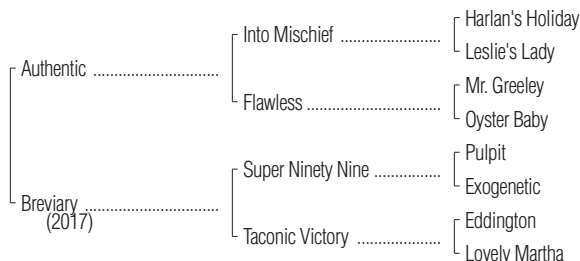 Harlan's Holiday
Into Mischief ........................
Leslie's Lady
Authentic ..............................
Mr. Greeley
Flawless ................................
Oyster Baby
Pulpit
Super Ninety Nine ................
Exogenetic
Breviary ................................
(2017)
Eddington
Taconic Victory ....................
Lovely Martha